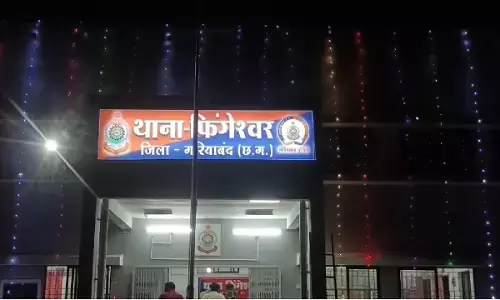 थाना-फिंगेश्वर
जिला - गरियाबंद (छ.ग.)